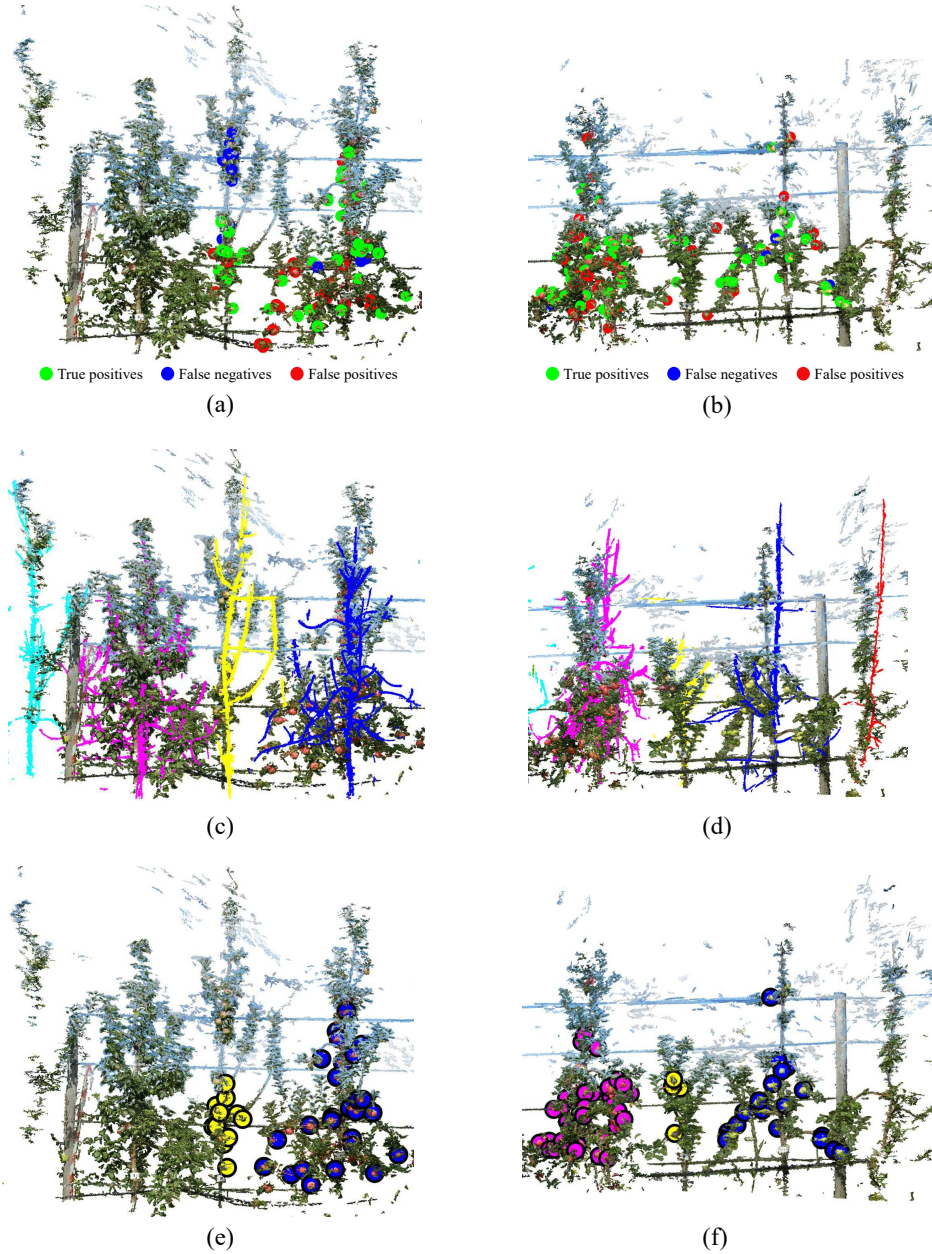 True positives False negatives False positives
True positives False negatives False positives
(a)
(b)
(c)
(d)
(e)
(f)